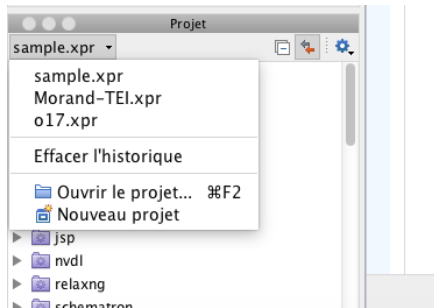 Projet
sample.xpr
sample.xpr
Morand-TEI.xpr
o17.xpr
Effacer l'historique
Ouvrir le projet... ⌘F2
Nouveau projet
jsp
nvdl
relaxng
schematron